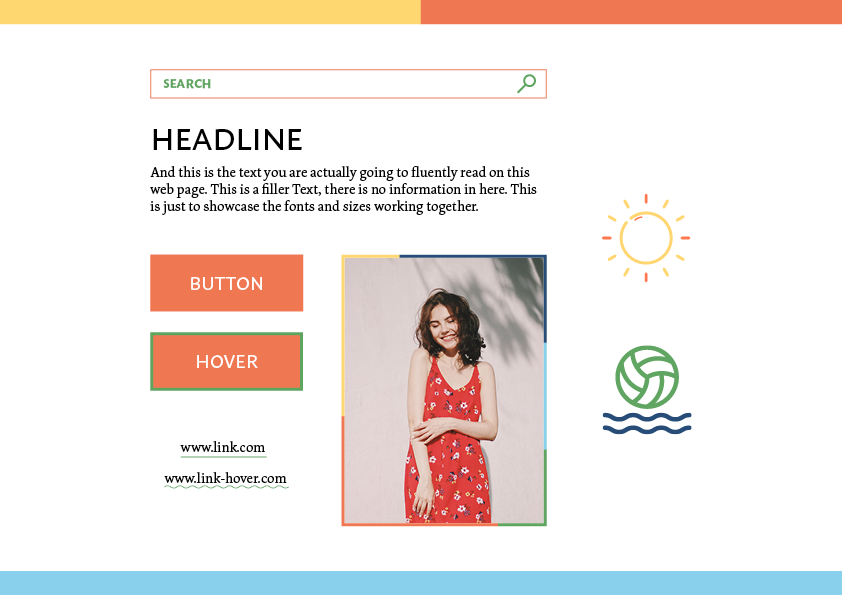 SEARCH
HEADLINE
And this is the text you are actually going to fluently read on this
web page. This is a filler Text, there is no information in here. This
is just to showcase the fonts and sizes working together.
BUTTON
HOVER
www.link.com
www.link-hover.com